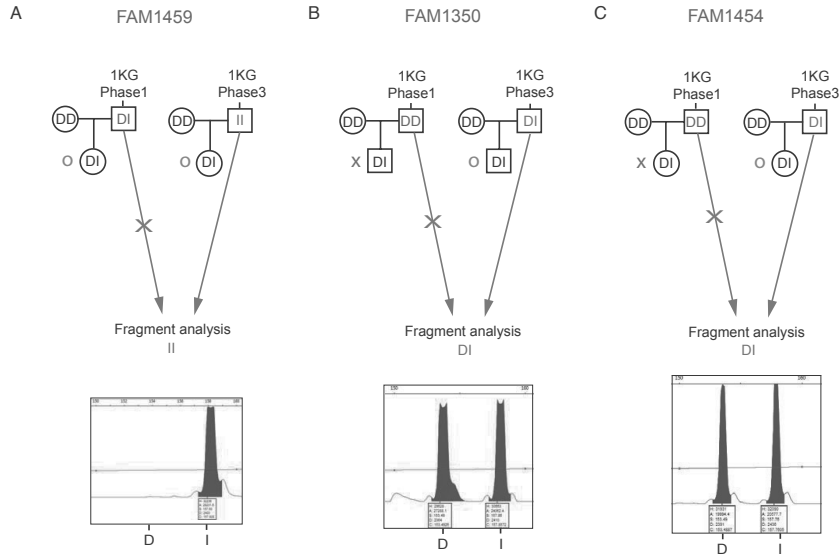 A
FAM1459
B
FAM1350
C
FAM1454
1KG
Phase1
1KG
Phase3
1KG
Phase1
1KG
Phase3
1KG
Phase1
1KG
Phase3
DD
DI
DD
II
DD
DD
DD
DI
DD
DD
DD
DI
O
DI
O
DI
X
DI
O
DI
X
DI
O
DI
Fragment analysis
II
Fragment analysis
DI
Fragment analysis
DI
150
160
150
160
D
I
D
I
D
I